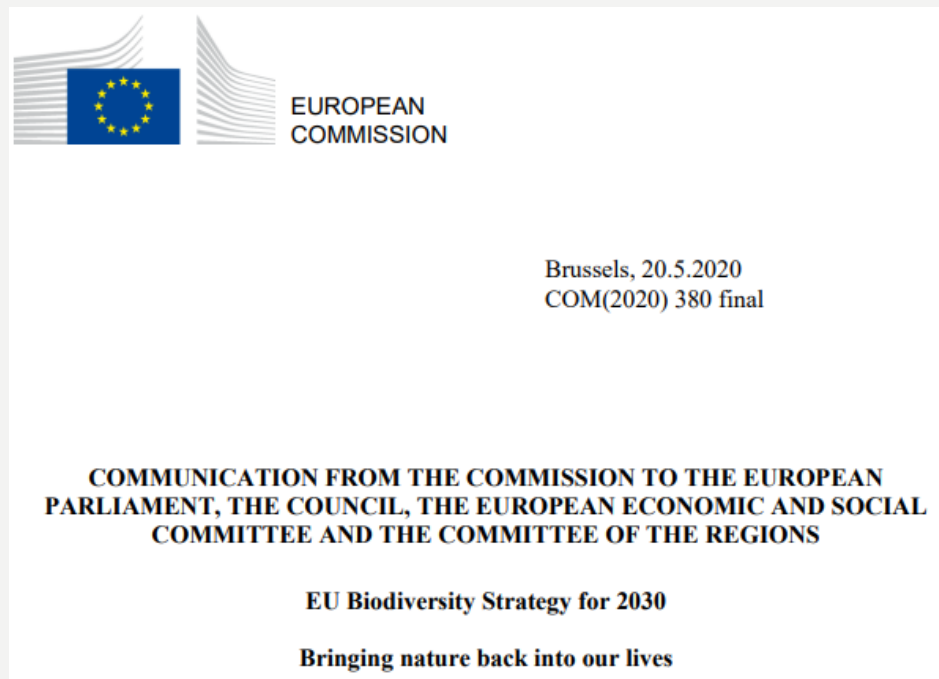 EUROPEAN
COMMISSION
Brussels, 20.5.2020
COM(2020) 380 final
COMMUNICATION FROM THE COMMISSION TO THE EUROPEAN
PARLIAMENT, THE COUNCIL, THE EUROPEAN ECONOMIC AND SOCIAL
COMMITTEE AND THE COMMITTEE OF THE REGIONS
EU Biodiversity Strategy for 2030
Bringing nature back into our lives